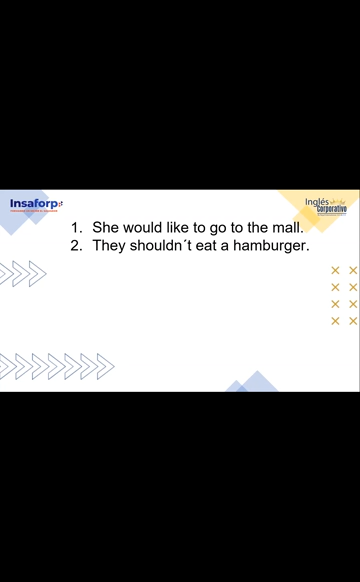 Insaforp
Inglés
Corporativo
1. She would like to go to the mall.
2. They shouldn´t eat a hamburger.